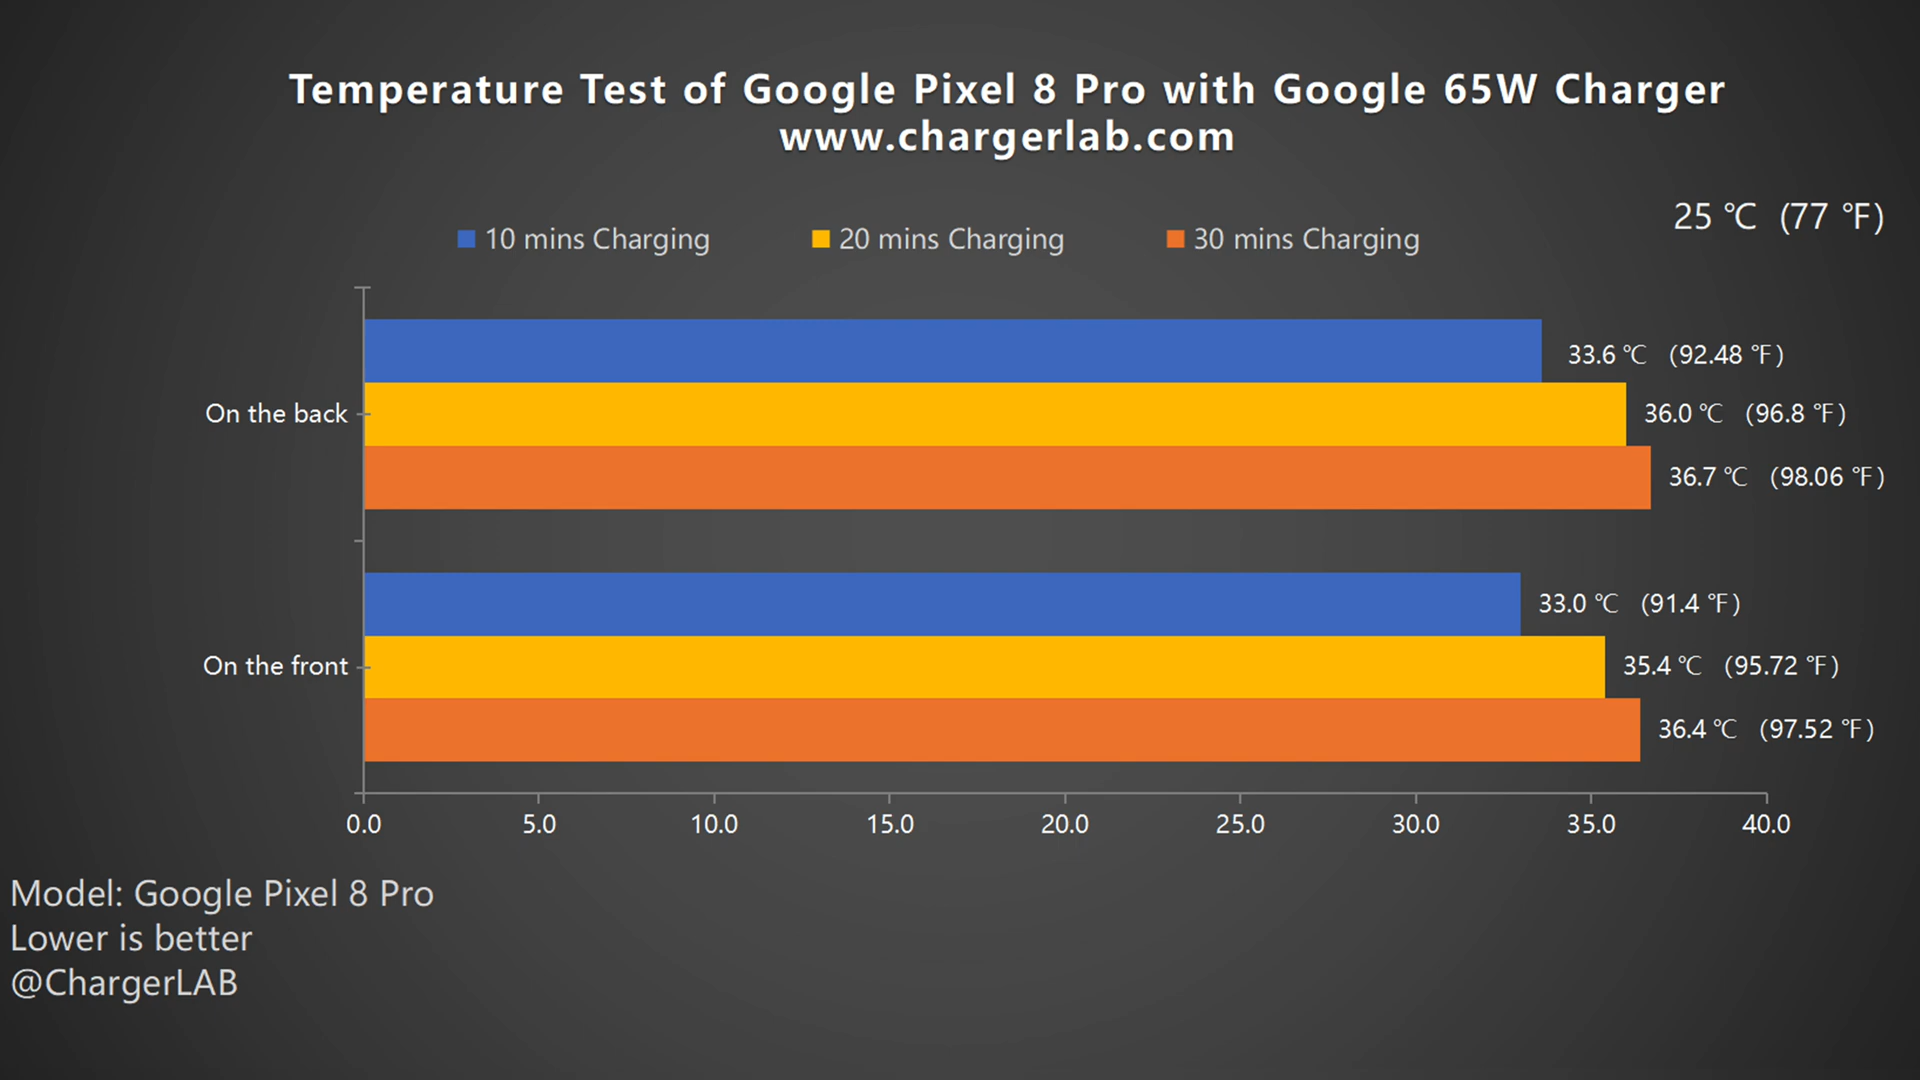 Temperature Test of Google Pixel 8 Pro with Google 65W Charger
www.chargerlab.com
25 ℃ (77 ℉)
10 mins Charging
20 mins Charging
30 mins Charging
On the back
33.6 ℃ (92.48 ℉)
36.0 ℃ (96.8 ℉)
36.7 ℃ (98.06 ℉)
On the front
33.0 ℃ (91.4 ℉)
35.4 ℃ (95.72 ℉)
36.4 ℃ (97.52 ℉)
0.0 5.0 10.0 15.0 20.0 25.0 30.0 35.0 40.0
Model: Google Pixel 8 Pro
Lower is better
@ChargerLAB